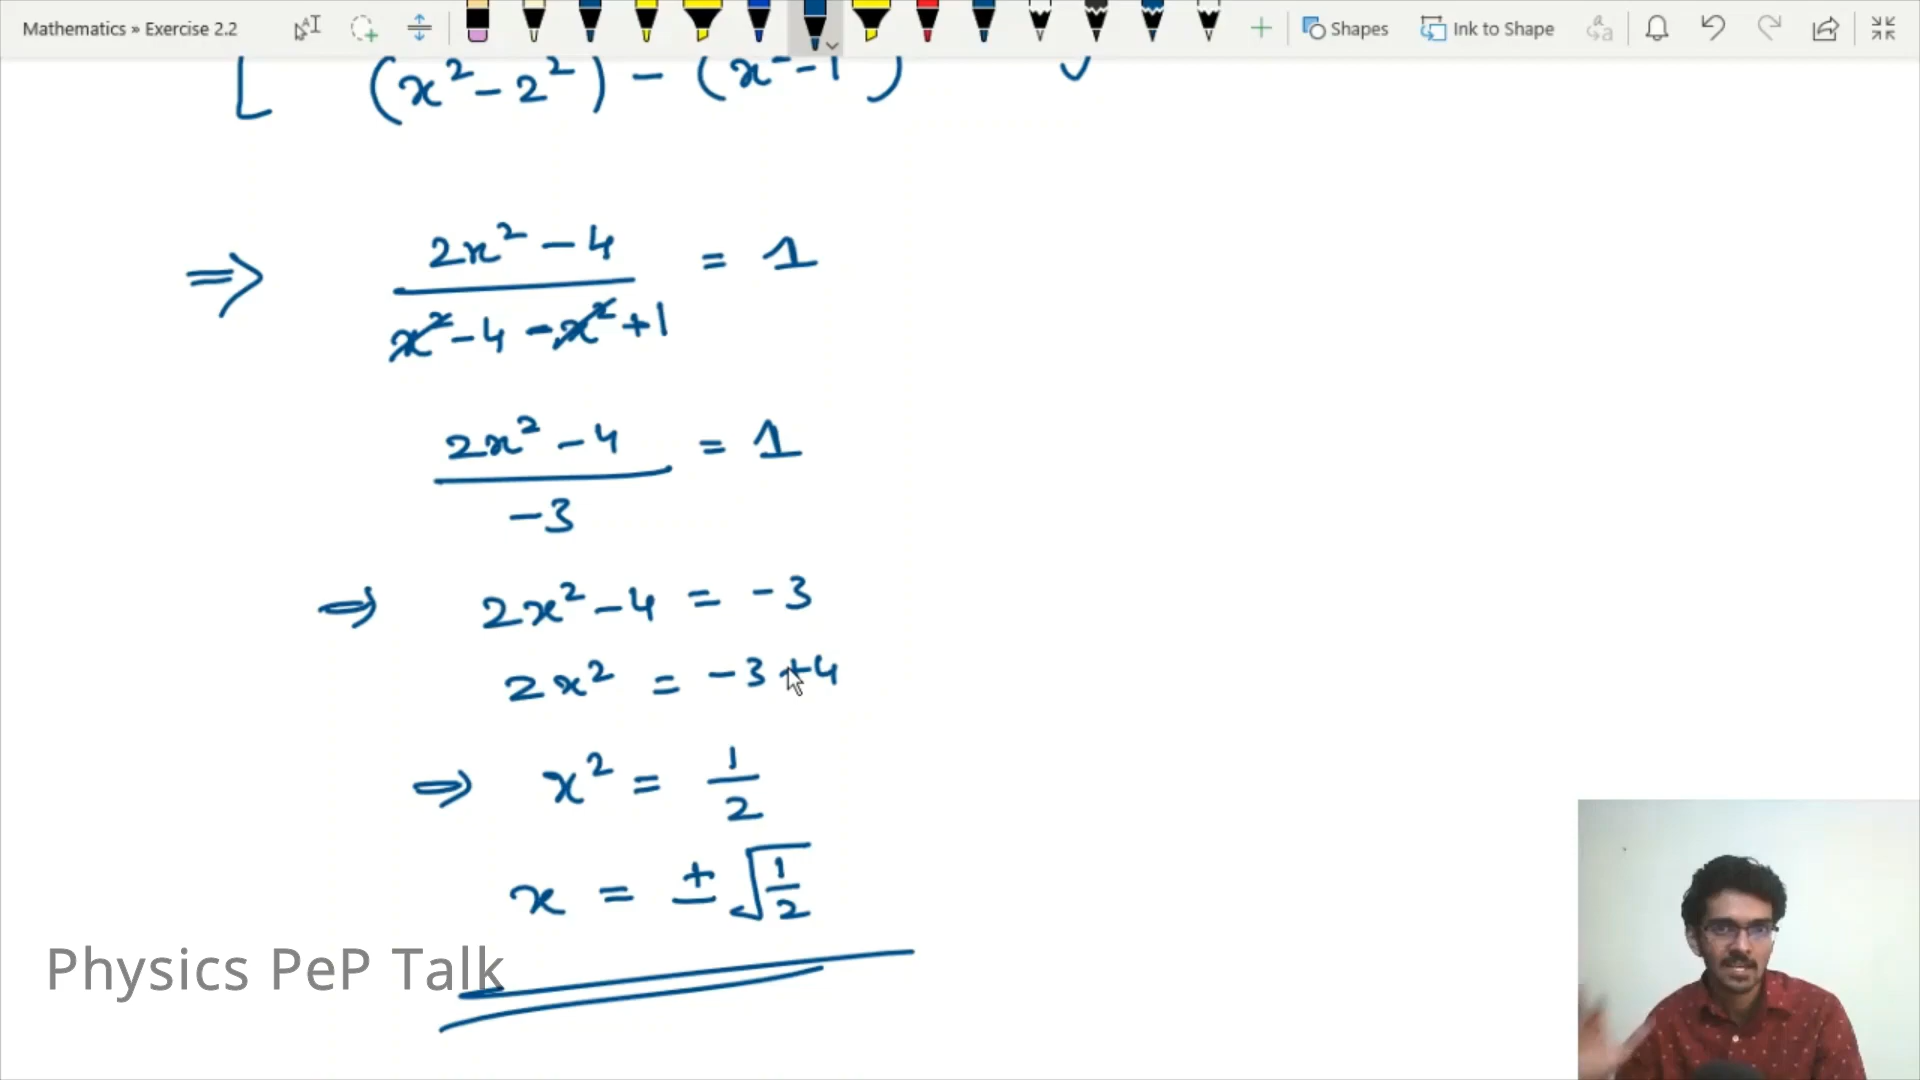 Mathematics » Exercise 2.2
Shapes
Ink to Shape
(x² - 2²) - (x² - 1
⇒ 2x² - 4 = 1
x² - 4 - x² + 1
2x² - 4 = 1
-3
⇒ 2x² - 4 = -3
2x² = -3 + 4
⇒ x² = 1
2
x = ± √1
2
Physics PeP Talk